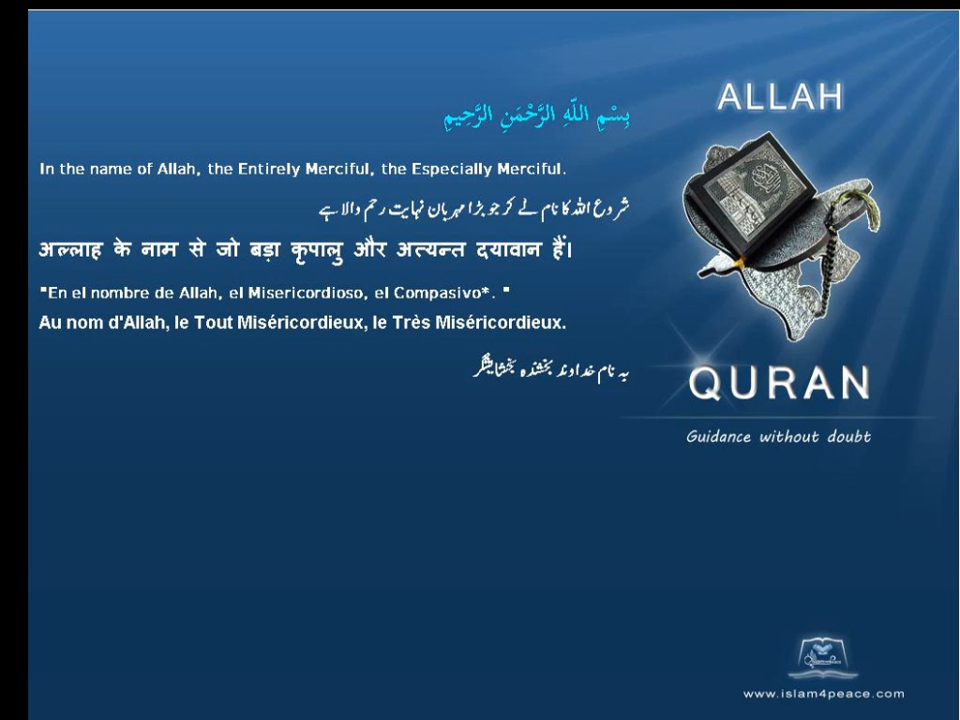 بِسْمِ اللَّهِ الرَّحْمَنِ الرَّحِيمِ
In the name of Allah, the Entirely Merciful, the Especially Merciful.
شروع الله کا نام لے کر جو بڑا مہربان نہایت رحم والا ہے
अल्लाह के नाम से जो बड़ा कृपालु और अत्यन्त दयावान हैं।
"En el nombre de Allah, el Misericordioso, el Compasivo*. "
Au nom d'Allah, le Tout Miséricordieux, le Très Miséricordieux.
به نام خداوند بخشنده بخشایشگر
ALLAH
QURAN
Guidance without doubt
www.islam4peace.com